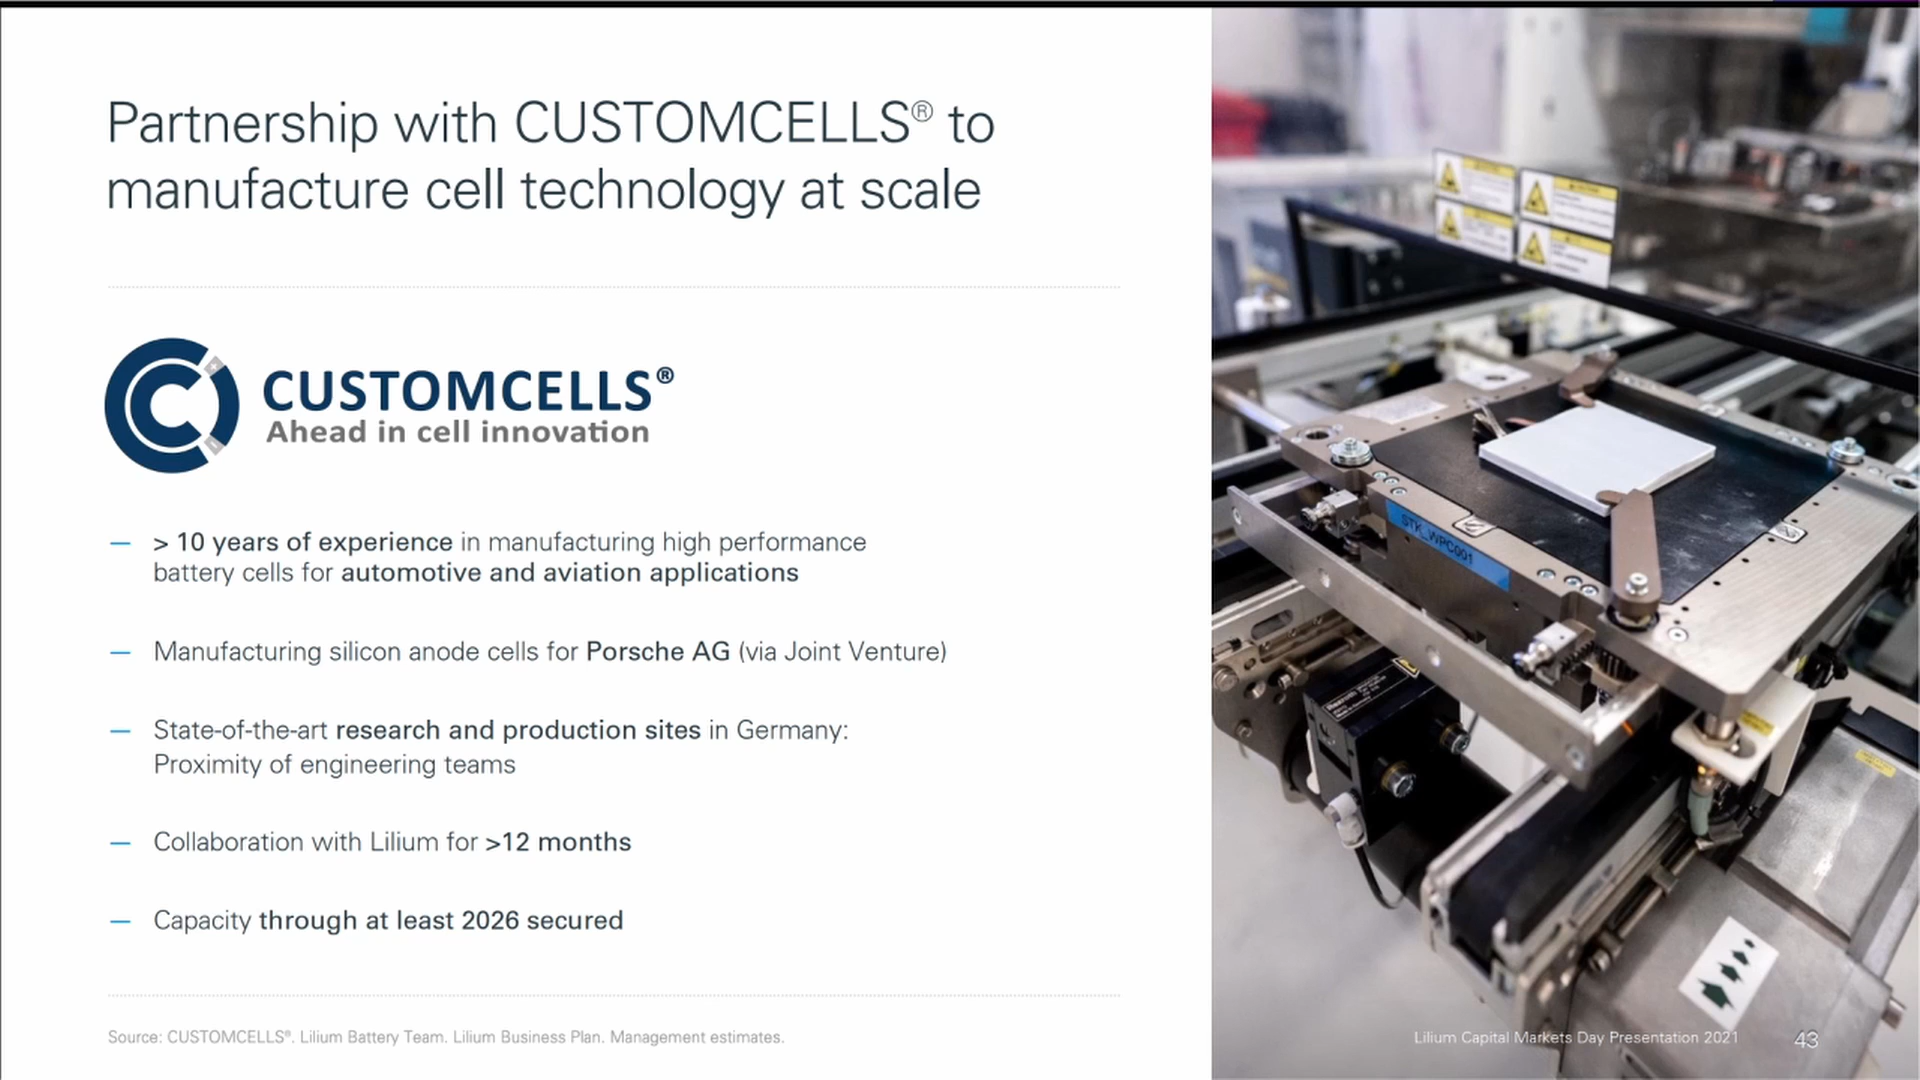 Partnership with CUSTOMCELLS® to
manufacture cell technology at scale
CUSTOMCELLS®
Ahead in cell innovation
— > 10 years of experience in manufacturing high performance
battery cells for automotive and aviation applications
— Manufacturing silicon anode cells for Porsche AG (via Joint Venture)
— State-of-the-art research and production sites in Germany:
Proximity of engineering teams
— Collaboration with Lilium for >12 months
— Capacity through at least 2026 secured
Source: CUSTOMCELLS®. Lilium Battery Team. Lilium Business Plan. Management estimates.
STK_WPC001
Lilium Capital Markets Day Presentation 2021
43